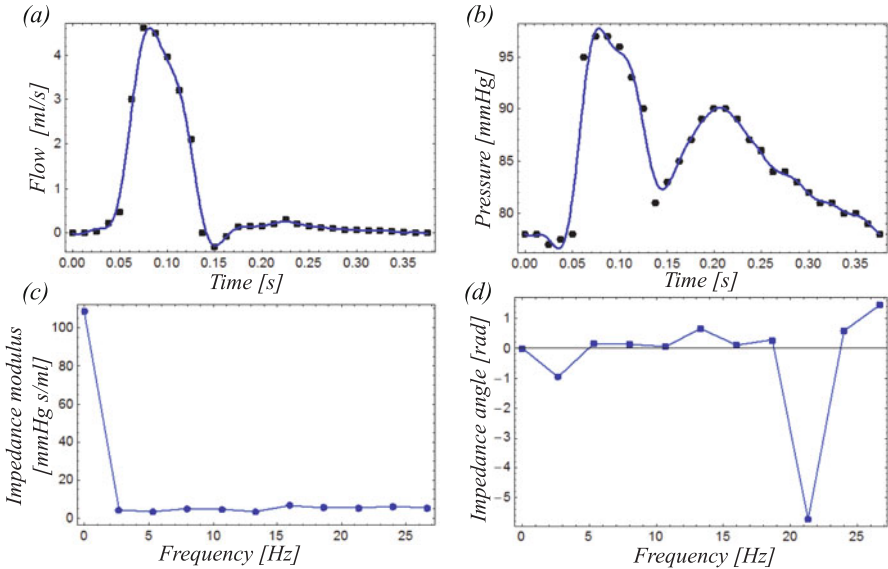 (a)
4
3
2
1
0
Flow [ml/s]
0.00 0.05 0.10 0.15 0.20 0.25 0.30 0.35
Time [s]
(b)
95
90
85
80
Pressure [mmHg]
0.00 0.05 0.10 0.15 0.20 0.25 0.30 0.35
Time [s]
(c)
100
80
60
40
20
0
Impedance modulus
[mmHg s/ml]
0 5 10 15 20 25
Frequency [Hz]
(d)
1
0
-1
-2
-3
-4
-5
Impedance angle [rad]
0 5 10 15 20 25
Frequency [Hz]